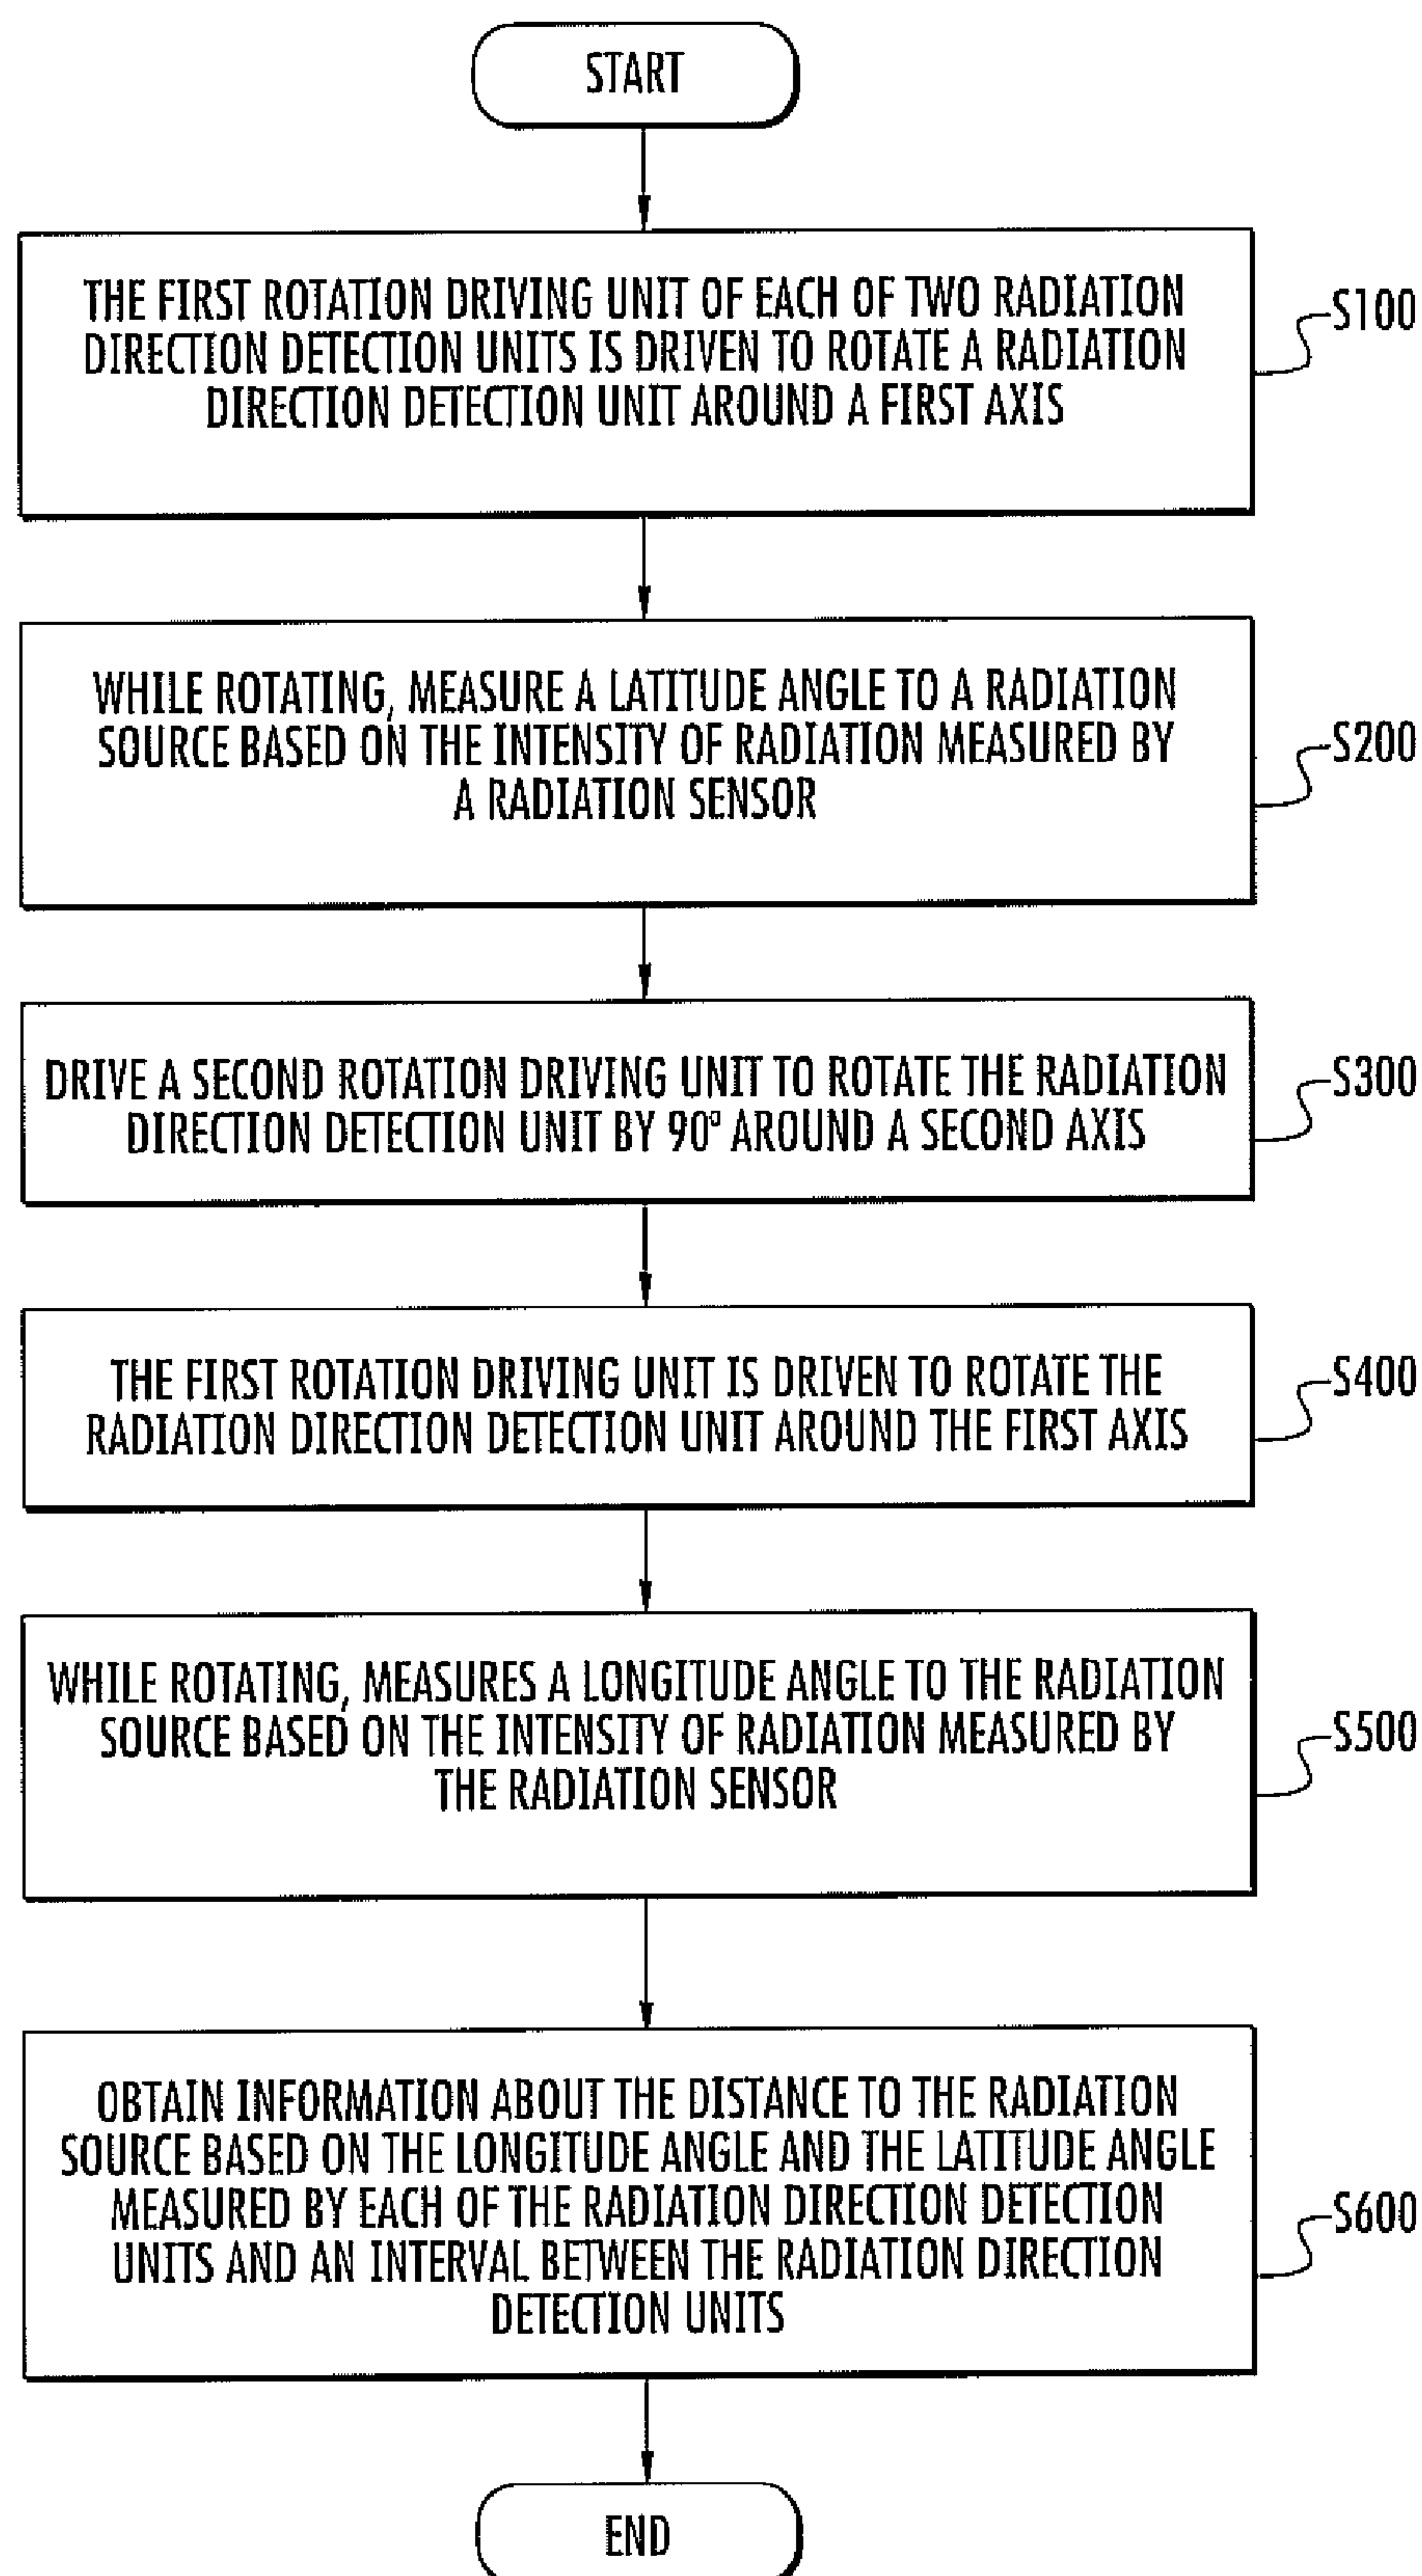 START
THE FIRST ROTATION DRIVING UNIT OF EACH OF TWO RADIATION
DIRECTION DETECTION UNITS IS DRIVEN TO ROTATE A RADIATION
DIRECTION DETECTION UNIT AROUND A FIRST AXIS
S100
WHILE ROTATING, MEASURE A LATITUDE ANGLE TO A RADIATION
SOURCE BASED ON THE INTENSITY OF RADIATION MEASURED BY
A RADIATION SENSOR
S200
DRIVE A SECOND ROTATION DRIVING UNIT TO ROTATE THE RADIATION
DIRECTION DETECTION UNIT BY 90° AROUND A SECOND AXIS
S300
THE FIRST ROTATION DRIVING UNIT IS DRIVEN TO ROTATE THE
RADIATION DIRECTION DETECTION UNIT AROUND THE FIRST AXIS
S400
WHILE ROTATING, MEASURES A LONGITUDE ANGLE TO THE RADIATION
SOURCE BASED ON THE INTENSITY OF RADIATION MEASURED BY
THE RADIATION SENSOR
S500
OBTAIN INFORMATION ABOUT THE DISTANCE TO THE RADIATION
SOURCE BASED ON THE LONGITUDE ANGLE AND THE LATITUDE ANGLE
MEASURED BY EACH OF THE RADIATION DIRECTION DETECTION
UNITS AND AN INTERVAL BETWEEN THE RADIATION DIRECTION
DETECTION UNITS
S600
END